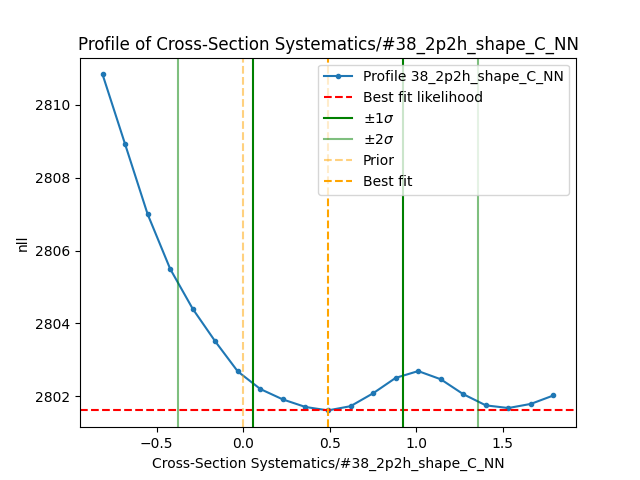 Profile of Cross-Section Systematics/#38_2p2h_shape_C_NN
Profile 38_2p2h_shape_C_NN
Best fit likelihood
±1σ
±2σ
Prior
Best fit
nll
2810
2808
2806
2804
2802
−0.5
0.0
0.5
1.0
1.5
Cross-Section Systematics/#38_2p2h_shape_C_NN